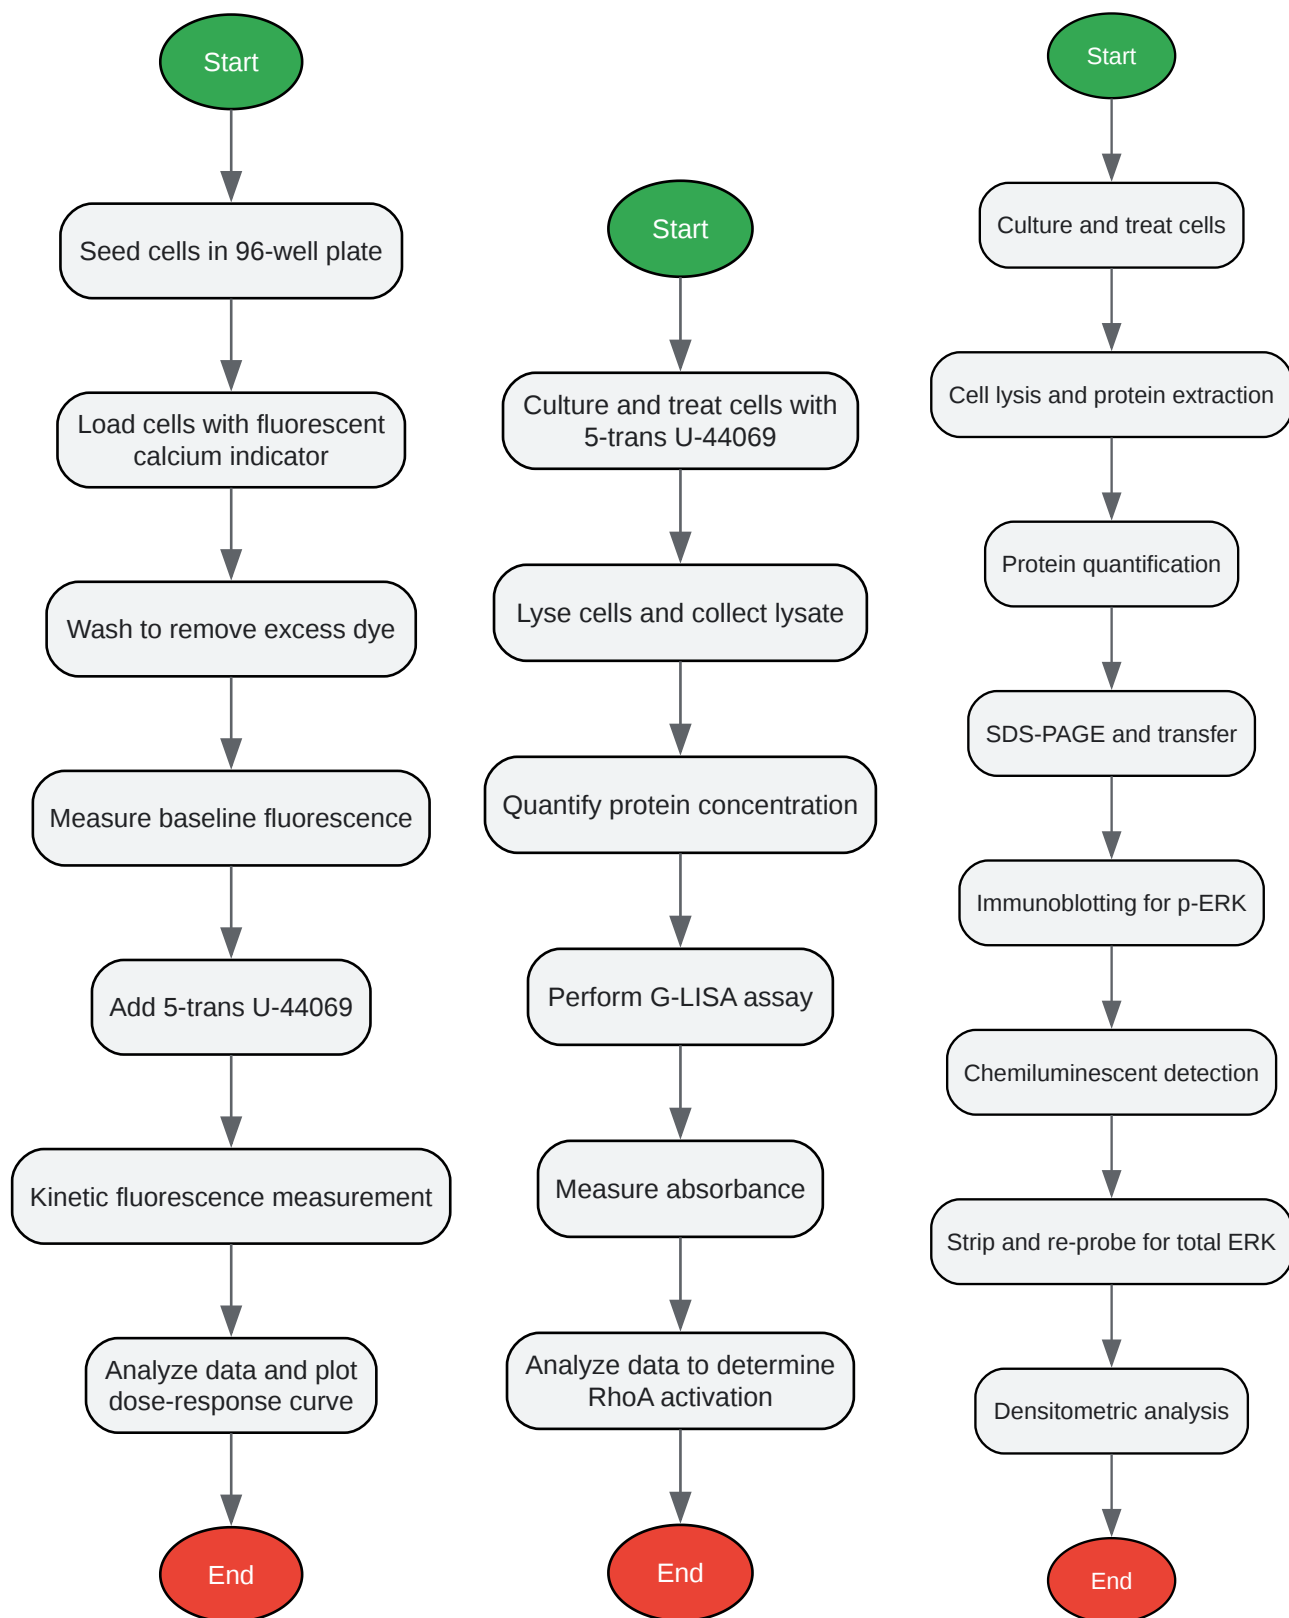 Start
Seed cells in 96-well plate
Load cells with fluorescent
calcium indicator
Wash to remove excess dye
Measure baseline fluorescence
Add 5-trans U-44069
Kinetic fluorescence measurement
Analyze data and plot
dose-response curve
End
Start
Culture and treat cells with
5-trans U-44069
Lyse cells and collect lysate
Quantify protein concentration
Perform G-LISA assay
Measure absorbance
Analyze data to determine
RhoA activation
End
Start
Culture and treat cells
Cell lysis and protein extraction
Protein quantification
SDS-PAGE and transfer
Immunoblotting for p-ERK
Chemiluminescent detection
Strip and re-probe for total ERK
Densitometric analysis
End